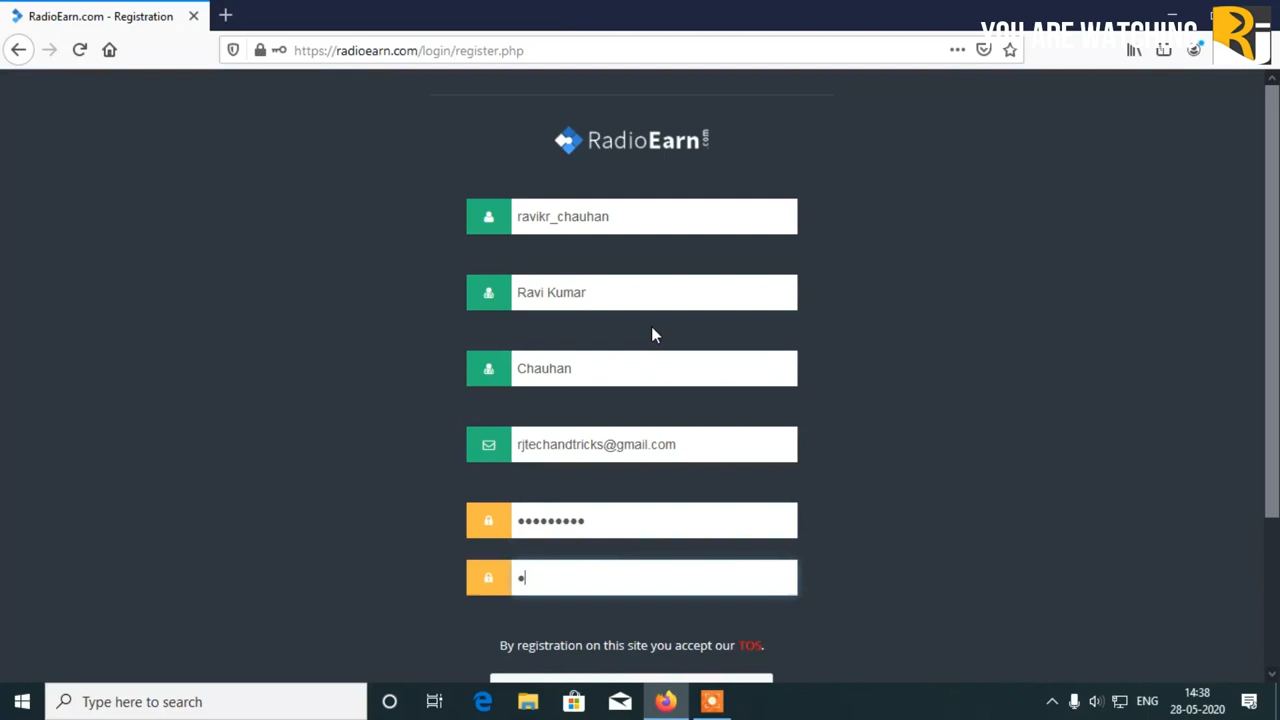 RadioEarn.com - Registration
YOU ARE WATCHING
https://radioearn.com/login/register.php
RadioEarn.com
ravikr_chauhan
Ravi Kumar
Chauhan
rjtechandtricks@gmail.com
•••••••••
•
By registration on this site you accept our TOS.
Type here to search
ENG
14:38
28-05-2020